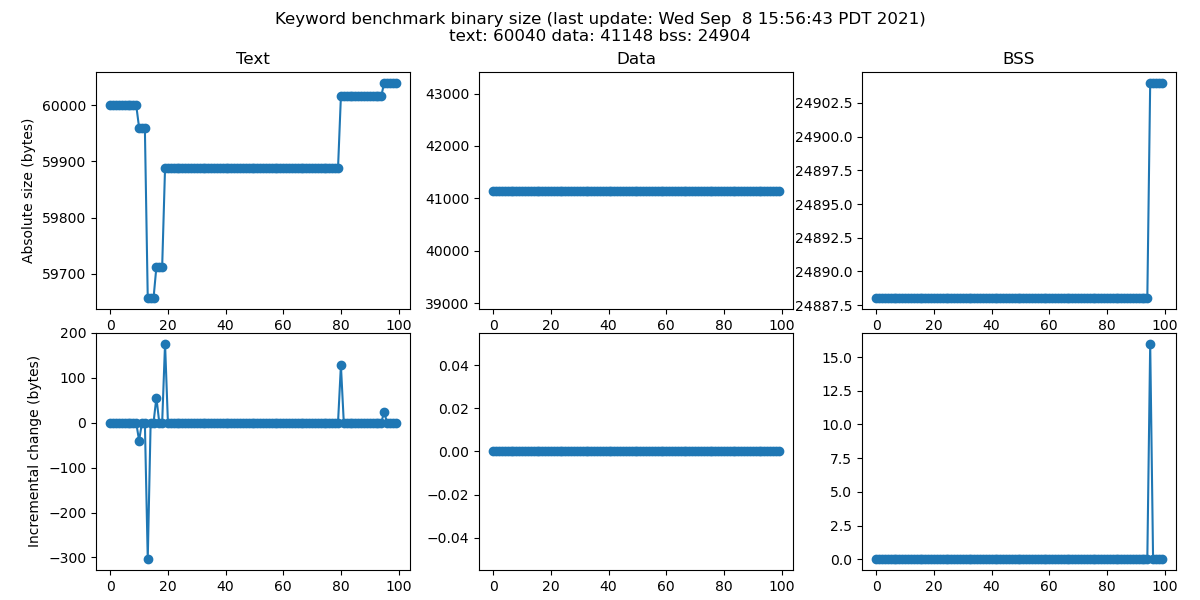 Keyword benchmark binary size (last update: Wed Sep  8 15:56:43 PDT 2021)
text: 60040 data: 41148 bss: 24904
Text
Data
BSS
Absolute size (bytes)
60000
59900
59800
59700
0 20 40 60 80 100
43000
42000
41000
40000
39000
0 20 40 60 80 100
24902.5
24900.0
24897.5
24895.0
24892.5
24890.0
24887.5
0 20 40 60 80 100
Incremental change (bytes)
200
100
0
−100
−200
−300
0 20 40 60 80 100
0.04
0.02
0.00
−0.02
−0.04
0 20 40 60 80 100
15.0
12.5
10.0
7.5
5.0
2.5
0.0
0 20 40 60 80 100